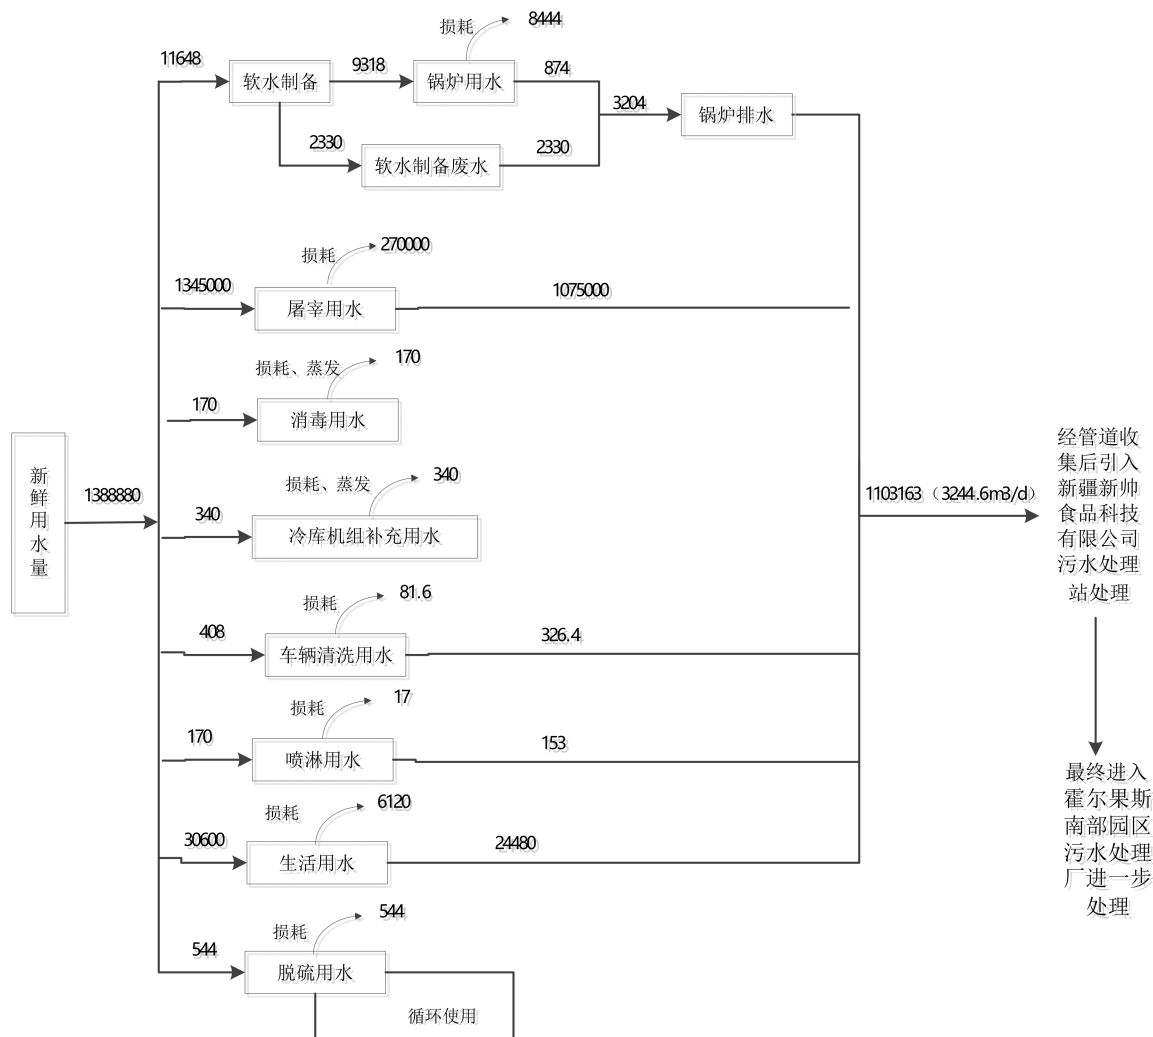 损耗
8444
11648
软水制备
9318
锅炉用水
874
3204
锅炉排水
2330
软水制备废水
2330
损耗
270000
1345000
屠宰用水
1075000
损耗、蒸发
170
170
消毒用水
新鲜用水量
1388880
损耗、蒸发
340
340
冷库机组补充用水
1103163（3244.6m3/d）
经管道收
集后引入
新疆新帅
食品科技
有限公司
污水处理
站处理
损耗
81.6
408
车辆清洗用水
326.4
损耗
17
170
喷淋用水
153
损耗
6120
30600
生活用水
24480
最终进入
霍尔果斯
南部园区
污水处理
厂进一步
处理
损耗
544
544
脱硫用水
循环使用